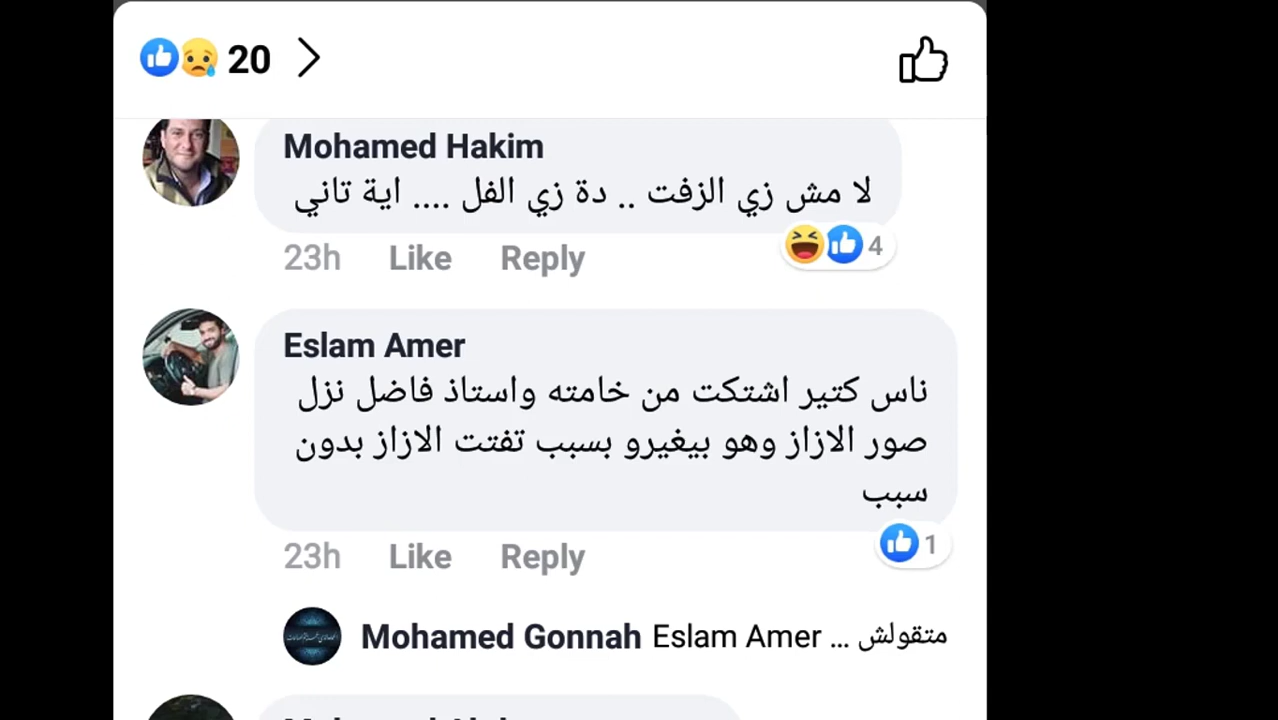 20
Mohamed Hakim
لا مش زي الزفت .. دة زي الفل .... اية تاني
23h Like Reply 4
Eslam Amer
ناس كتير اشتكت من خامته واستاذ فاضل نزل
صور الازاز وهو بيغيرو بسبب تفتت الازاز بدون
سبب
23h Like Reply 1
Mohamed Gonnah Eslam Amer ... متقولش